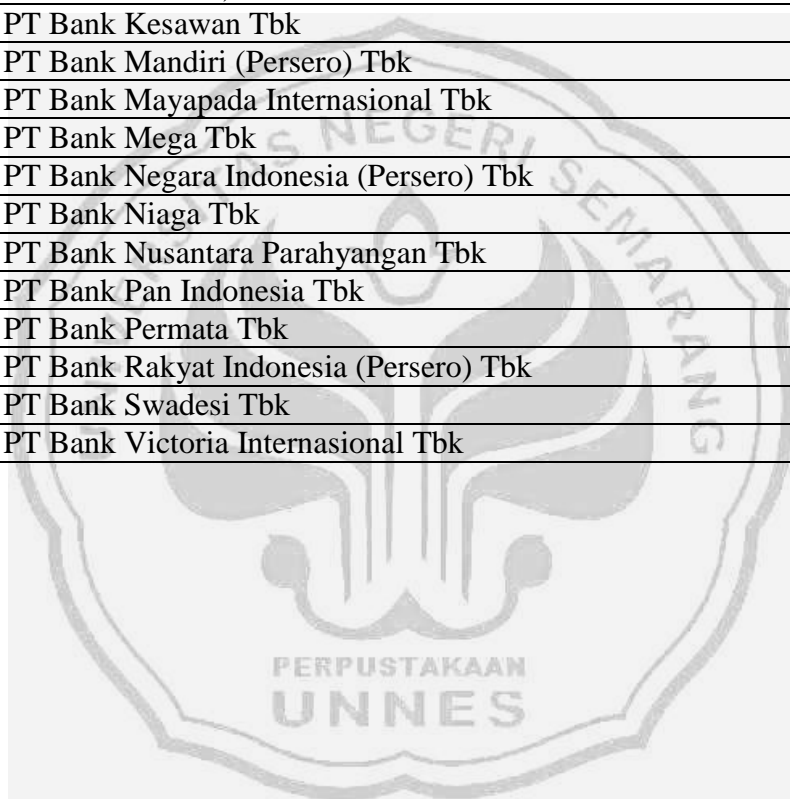 PT Bank Kesawan Tbk
PT Bank Mandiri (Persero) Tbk
PT Bank Mayapada Internasional Tbk
PT Bank Mega Tbk
PT Bank Negara Indonesia (Persero) Tbk
PT Bank Niaga Tbk
PT Bank Nusantara Parahyangan Tbk
PT Bank Pan Indonesia Tbk
PT Bank Permata Tbk
PT Bank Rakyat Indonesia (Persero) Tbk
PT Bank Swadesi Tbk
PT Bank Victoria Internasional Tbk
UNIVERSITAS NEGERI SEMARANG
PERPUSTAKAAN
UNNES